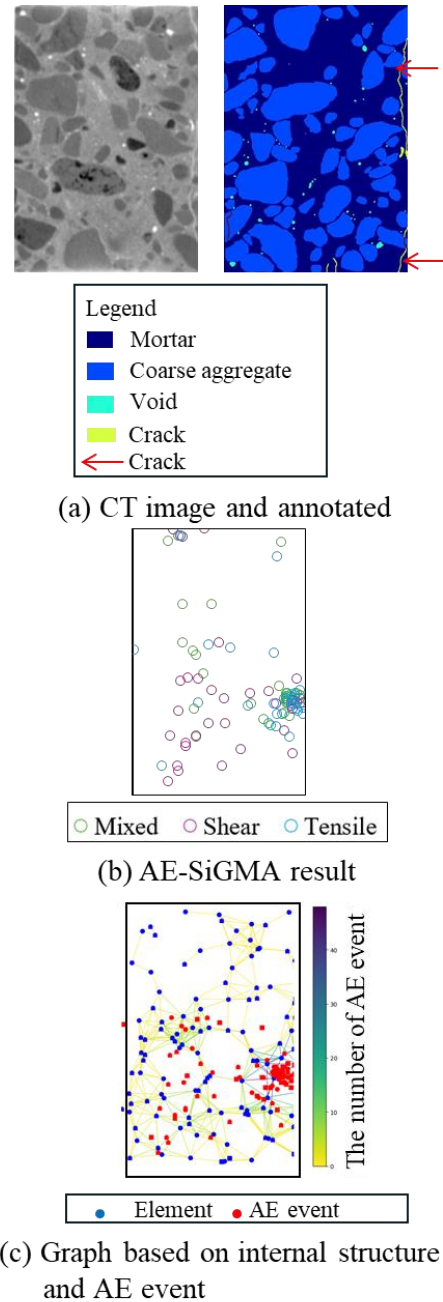 Legend
Mortar
Coarse aggregate
Void
Crack
Crack
(a) CT image and annotated
Mixed Shear Tensile
(b) AE-SiGMA result
40
30
20
10
0
The number of AE event
Element AE event
(c) Graph based on internal structure
and AE event